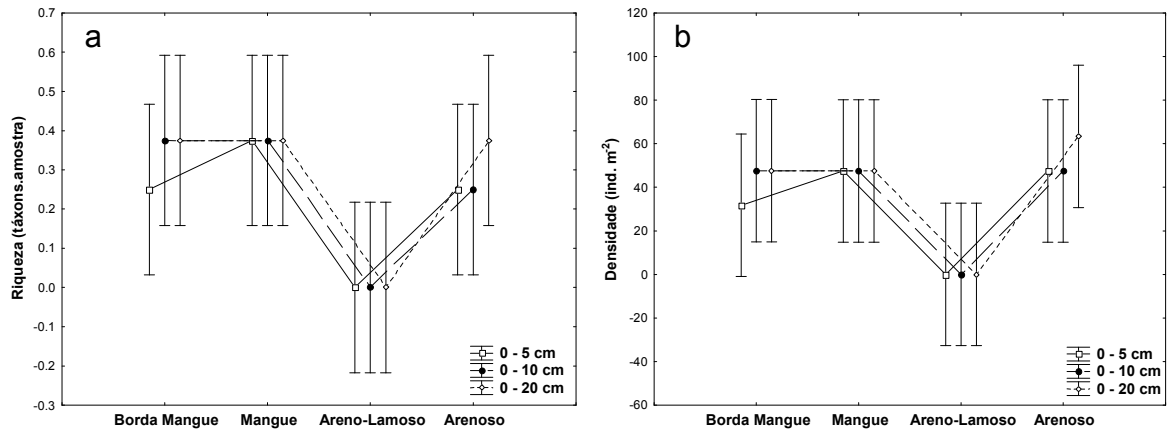 a
0.7
0.6
0.5
0.4
0.3
0.2
0.1
0.0
-0.1
-0.2
-0.3
Riqueza (táxons.amostra)
Borda Mangue Mangue Areno-Lamoso Arenoso
0 - 5 cm
0 - 10 cm
0 - 20 cm
b
120
100
80
60
40
20
0
-20
-40
-60
Densidade (ind. m⁻²)
Borda Mangue Mangue Areno-Lamoso Arenoso
0 - 5 cm
0 - 10 cm
0 - 20 cm